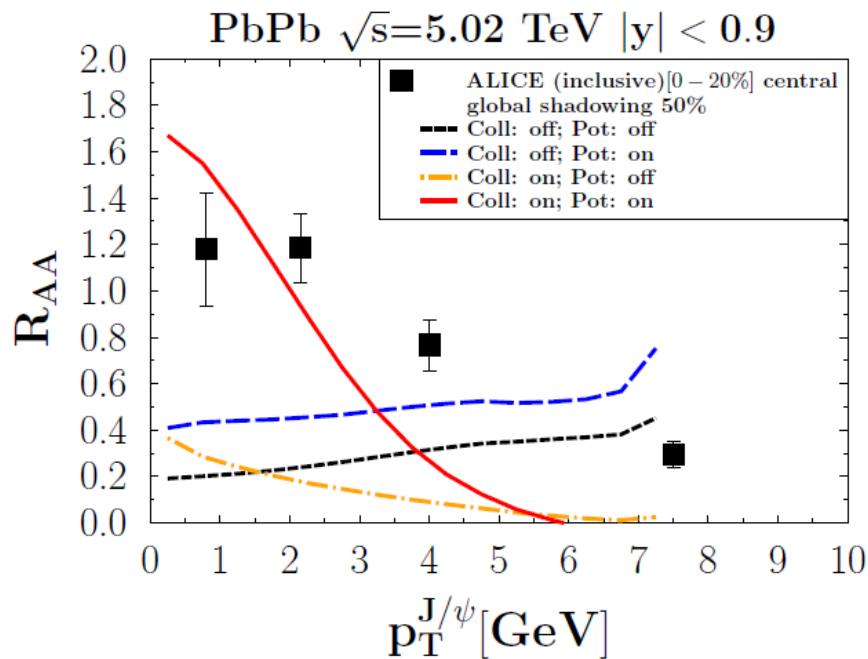 PbPb √s=5.02 TeV |y| < 0.9
2.0
1.8
1.6
1.4
1.2
1.0
0.8
0.6
0.4
0.2
0.0
R_AA
ALICE (inclusive)[0 − 20%] central
global shadowing 50%
Coll: off; Pot: off
Coll: off; Pot: on
Coll: on; Pot: off
Coll: on; Pot: on
0 1 2 3 4 5 6 7 8 9 10
p_T^{J/ψ}[GeV]